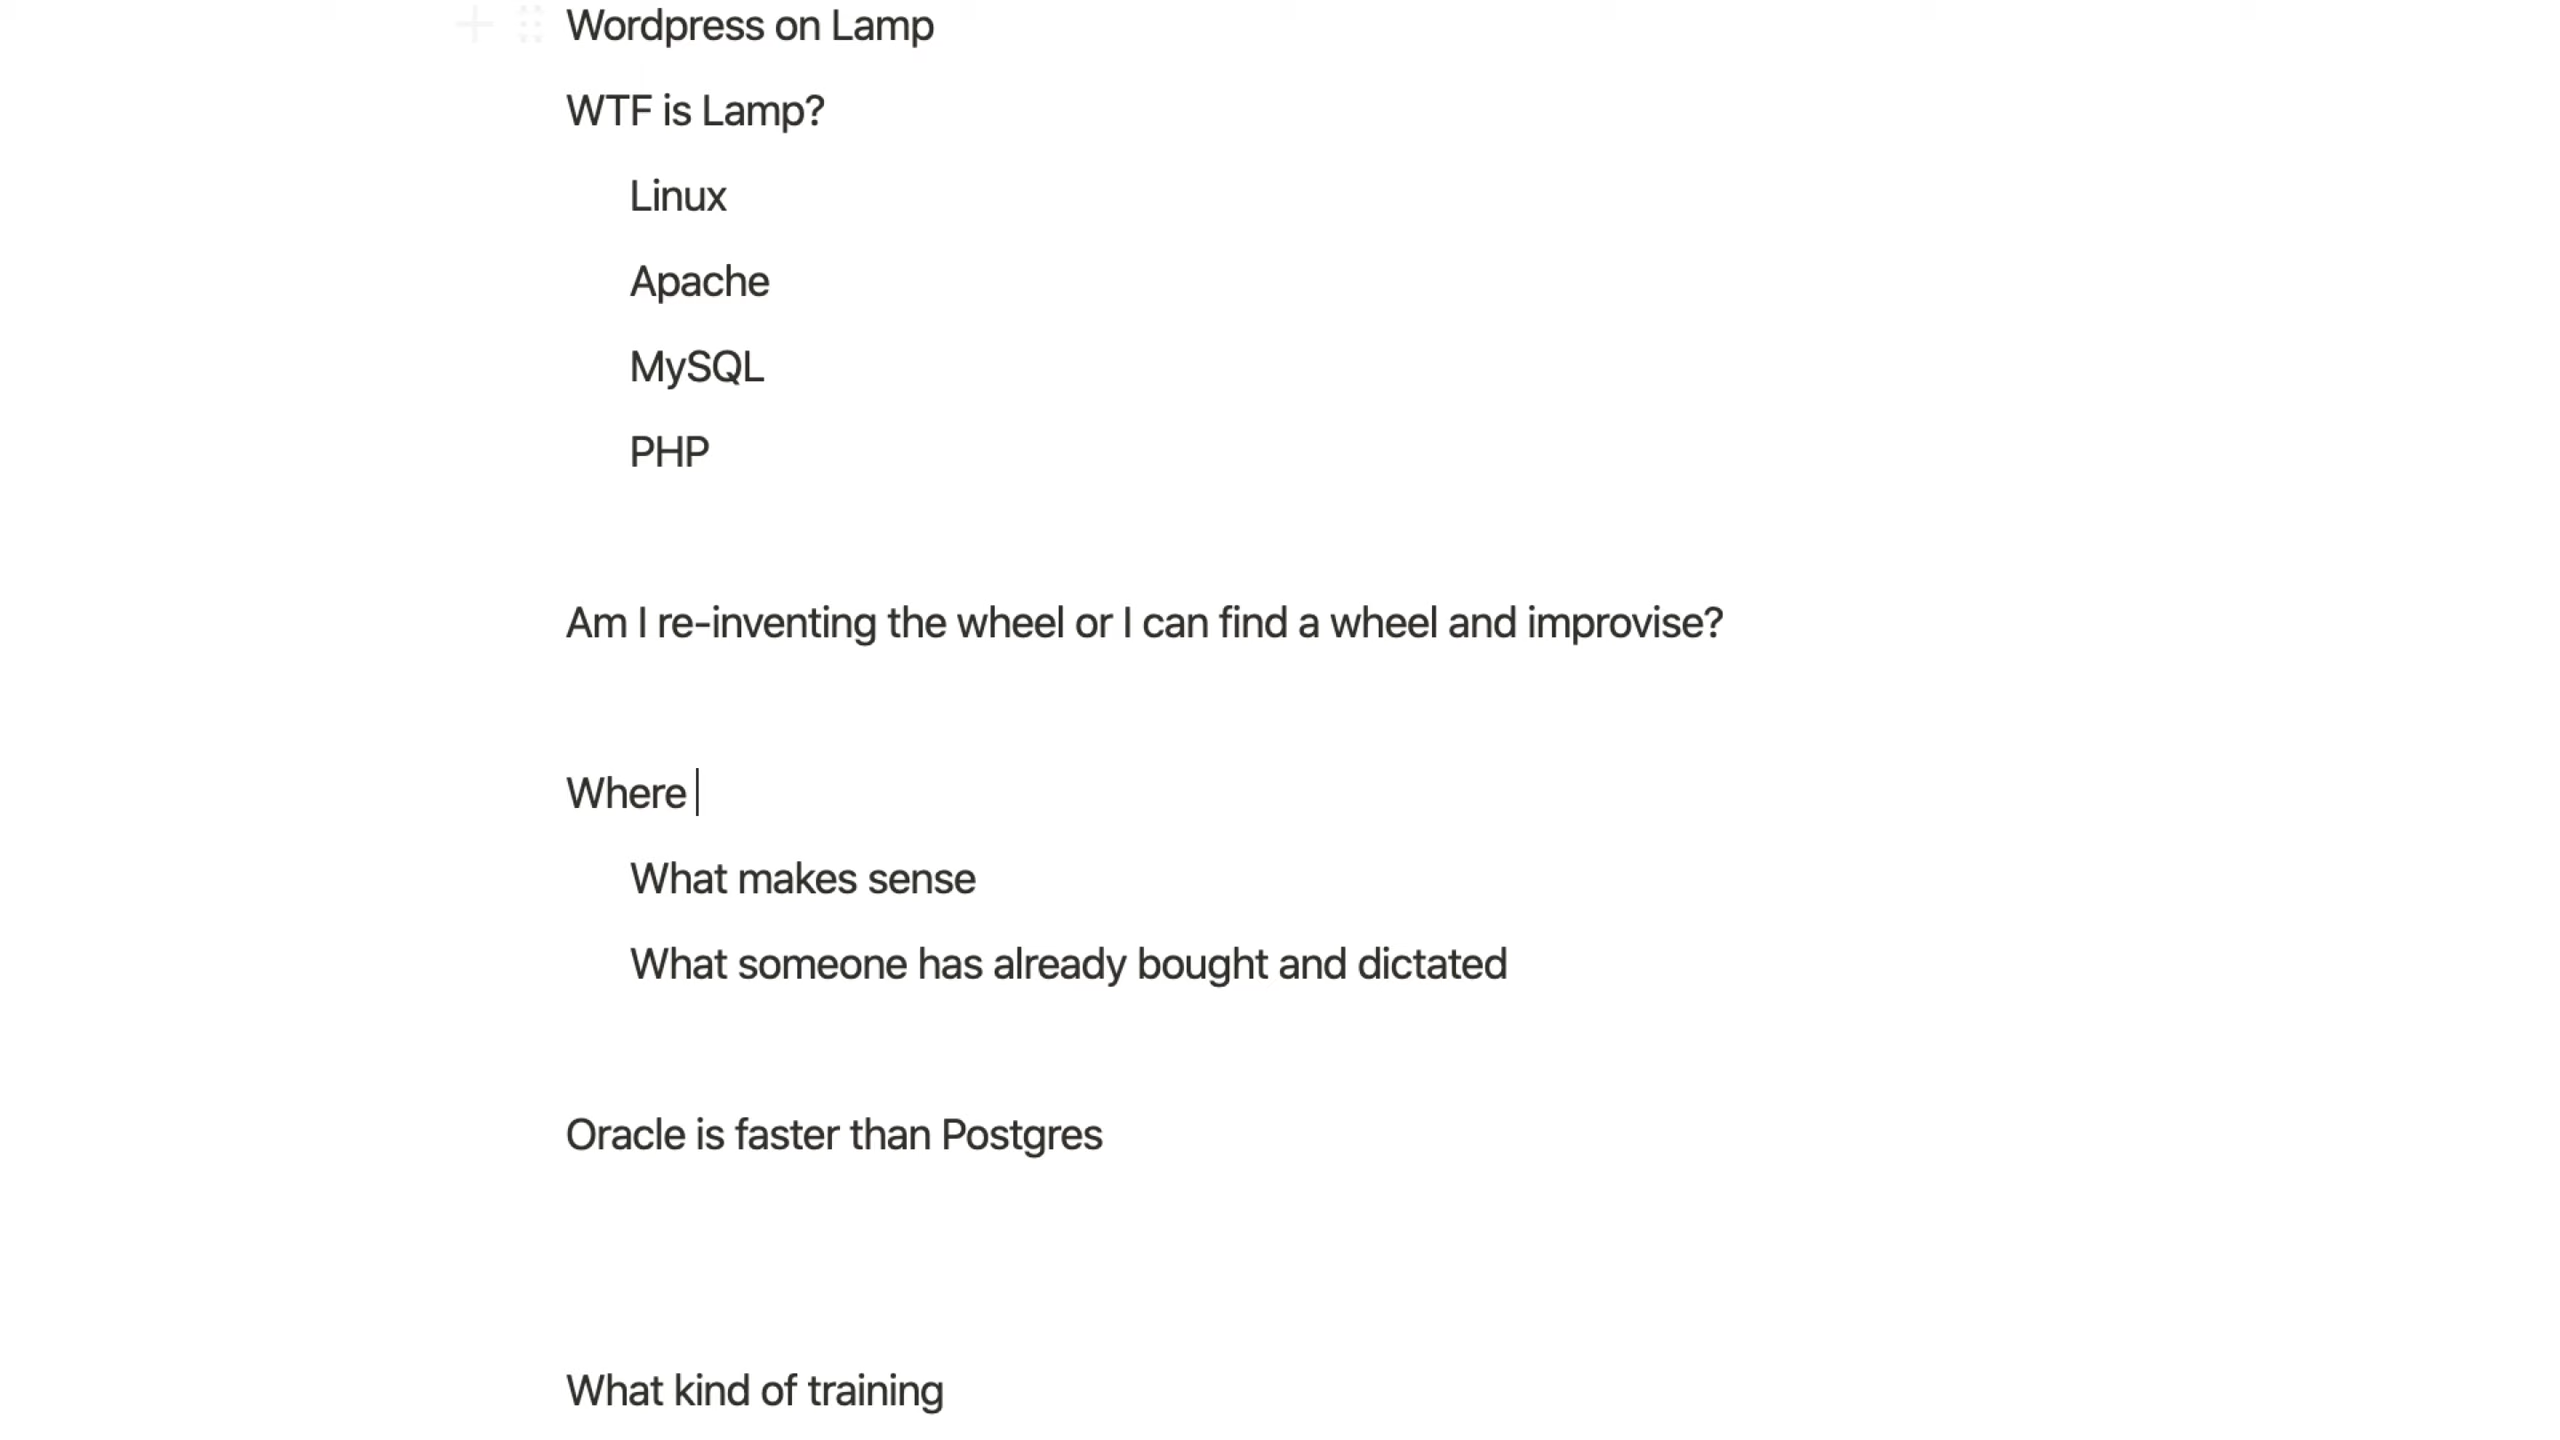 Wordpress on Lamp
WTF is Lamp?
Linux
Apache
MySQL
PHP
Am I re-inventing the wheel or I can find a wheel and improvise?
Where
What makes sense
What someone has already bought and dictated
Oracle is faster than Postgres
What kind of training